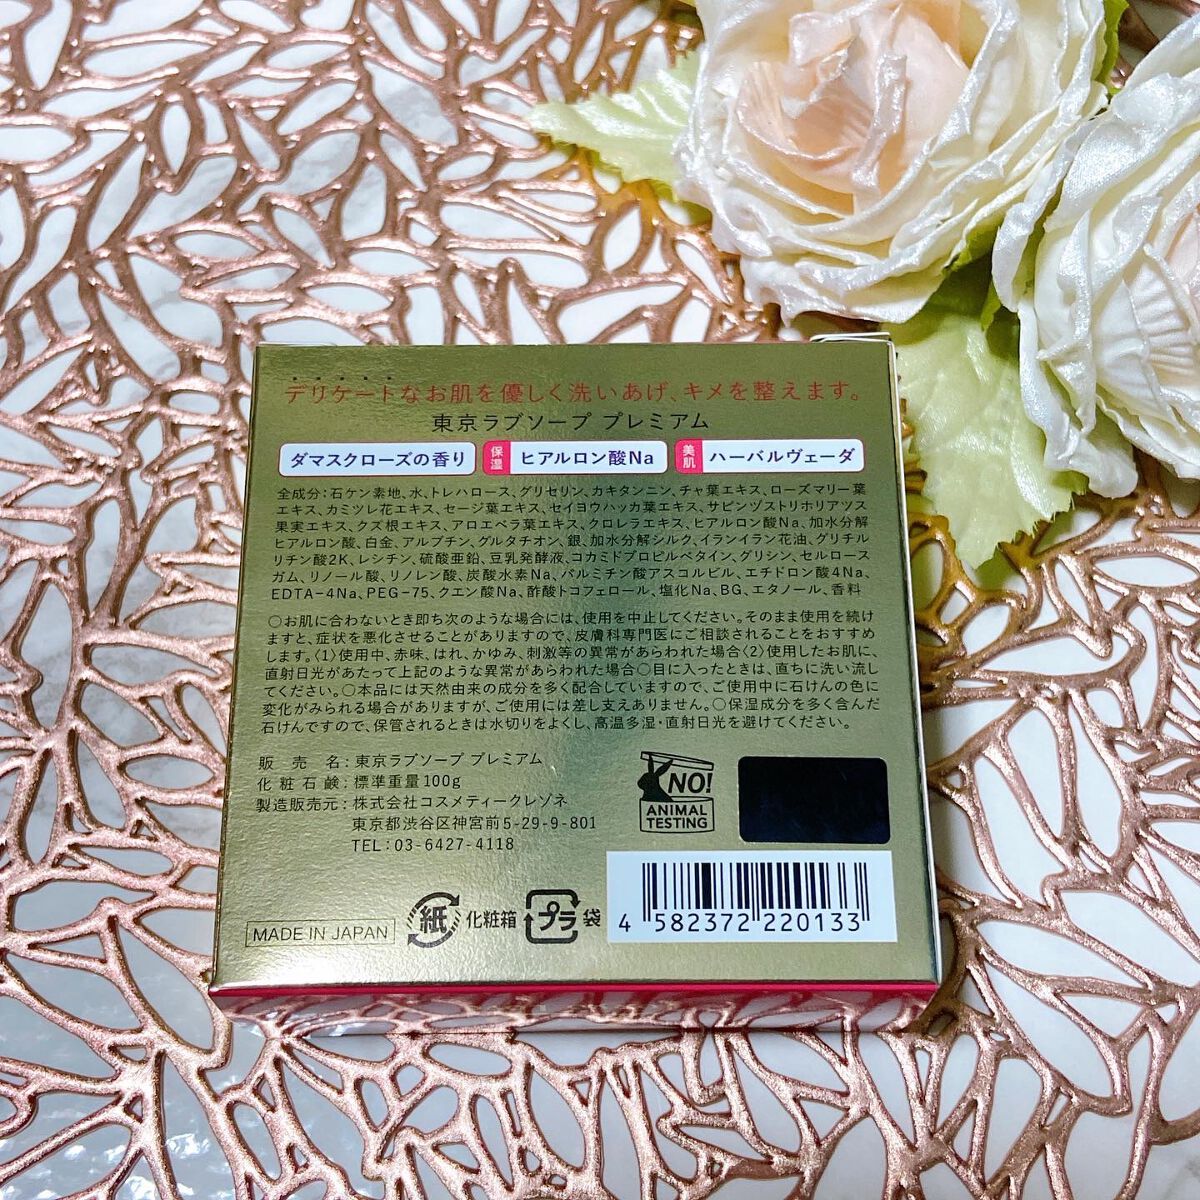 デリケートなお肌を優しく洗いあげ、キメを整えます。
東京ラブソープ プレミアム
ダマスクローズの香り 保湿 ヒアルロン酸Na 美肌 ハーバルヴェーダ
全成分:石ケン素地、水、トレハロース、グリセリン、カキタンニン、チャ葉エキス、ローズマリー葉
エキス、カミツレ花エキス、セージ葉エキス、セイヨウハッカ葉エキス、サピンヅストリホリアツス
果実エキス、クズ根エキス、アロエベラ葉エキス、クロレラエキス、ヒアルロン酸Na、加水分解
ヒアルロン酸、白金、アルブチン、グルタチオン、銀、加水分解シルク、イランイラン花油、グリチル
リチン酸2K、レシチン、硫酸亜鉛、豆乳発酵液、コカミドプロピルベタイン、グリシン、セルロース
ガム、リノール酸、リノレン酸、炭酸水素Na、パルミチン酸アスコルビル、エチドロン酸4Na、
EDTA-4Na、PEG-75、クエン酸Na、酢酸トコフェロール、塩化Na、BG、エタノール、香料
○お肌に合わないとき即ち次のような場合には、使用を中止してください。そのまま使用を続け
ますと、症状を悪化させることがありますので、皮膚科専門医にご相談されることをおすすめ
します。〈1〉使用中、赤味、はれ、かゆみ、刺激等の異常があらわれた場合〈2〉使用したお肌に、
直射日光があたって上記のような異常があらわれた場合○目に入ったときは、直ちに洗い流し
てください。○本品には天然由来の成分を多く配合していますので、ご使用中に石けんの色に
変化がみられる場合がありますが、ご使用には差し支えありません。○保湿成分を多く含んだ
石けんですので、保管されるときは水切りをよくし、高温多湿・直射日光を避けてください。
販売名:東京ラブソープ プレミアム
化粧石鹸:標準重量100g
製造販売元:株式会社コスメティークレゾネ
東京都渋谷区神宮前5-29-9-801
TEL:03-6427-4118
NO!
ANIMAL
TESTING
MADE IN JAPAN
紙 化粧箱 プラ 袋
4 582372 220133